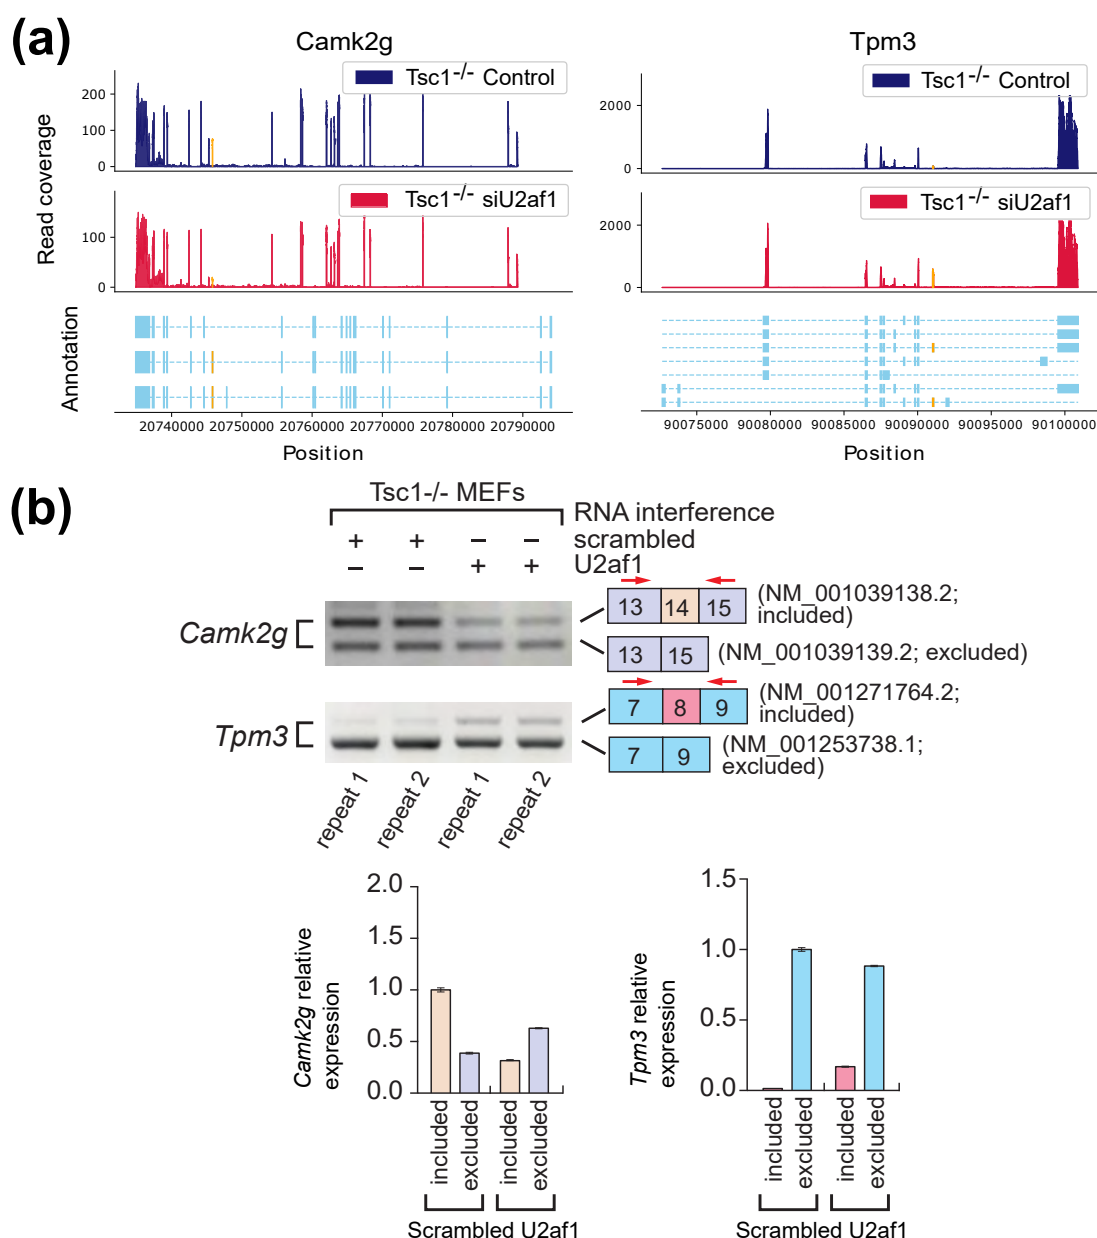 (a)
Camk2g
Tpm3
Tsc1-/- Control
Tsc1-/- Control
200
100
0
2000
0
Read coverage
Tsc1-/- siU2af1
Tsc1-/- siU2af1
100
0
2000
0
Annotation
20740000 20750000 20760000 20770000 20780000 20790000
90075000 90080000 90085000 90090000 90095000 90100000
Position
Position
(b)
Tsc1-/- MEFs
RNA interference
+ + – – scrambled
– – + + U2af1
Camk2g
13 14 15
(NM_001039138.2;
included)
13 15
(NM_001039139.2; excluded)
Tpm3
7 8 9
(NM_001271764.2;
included)
7 9
(NM_001253738.1;
excluded)
repeat 1
repeat 2
repeat 1
repeat 2
Camk2g relative
expression
2.0
1.5
1.0
0.5
0.0
included
excluded
included
excluded
Scrambled U2af1
Tpm3 relative
expression
1.5
1.0
0.5
0.0
included
excluded
included
excluded
Scrambled U2af1